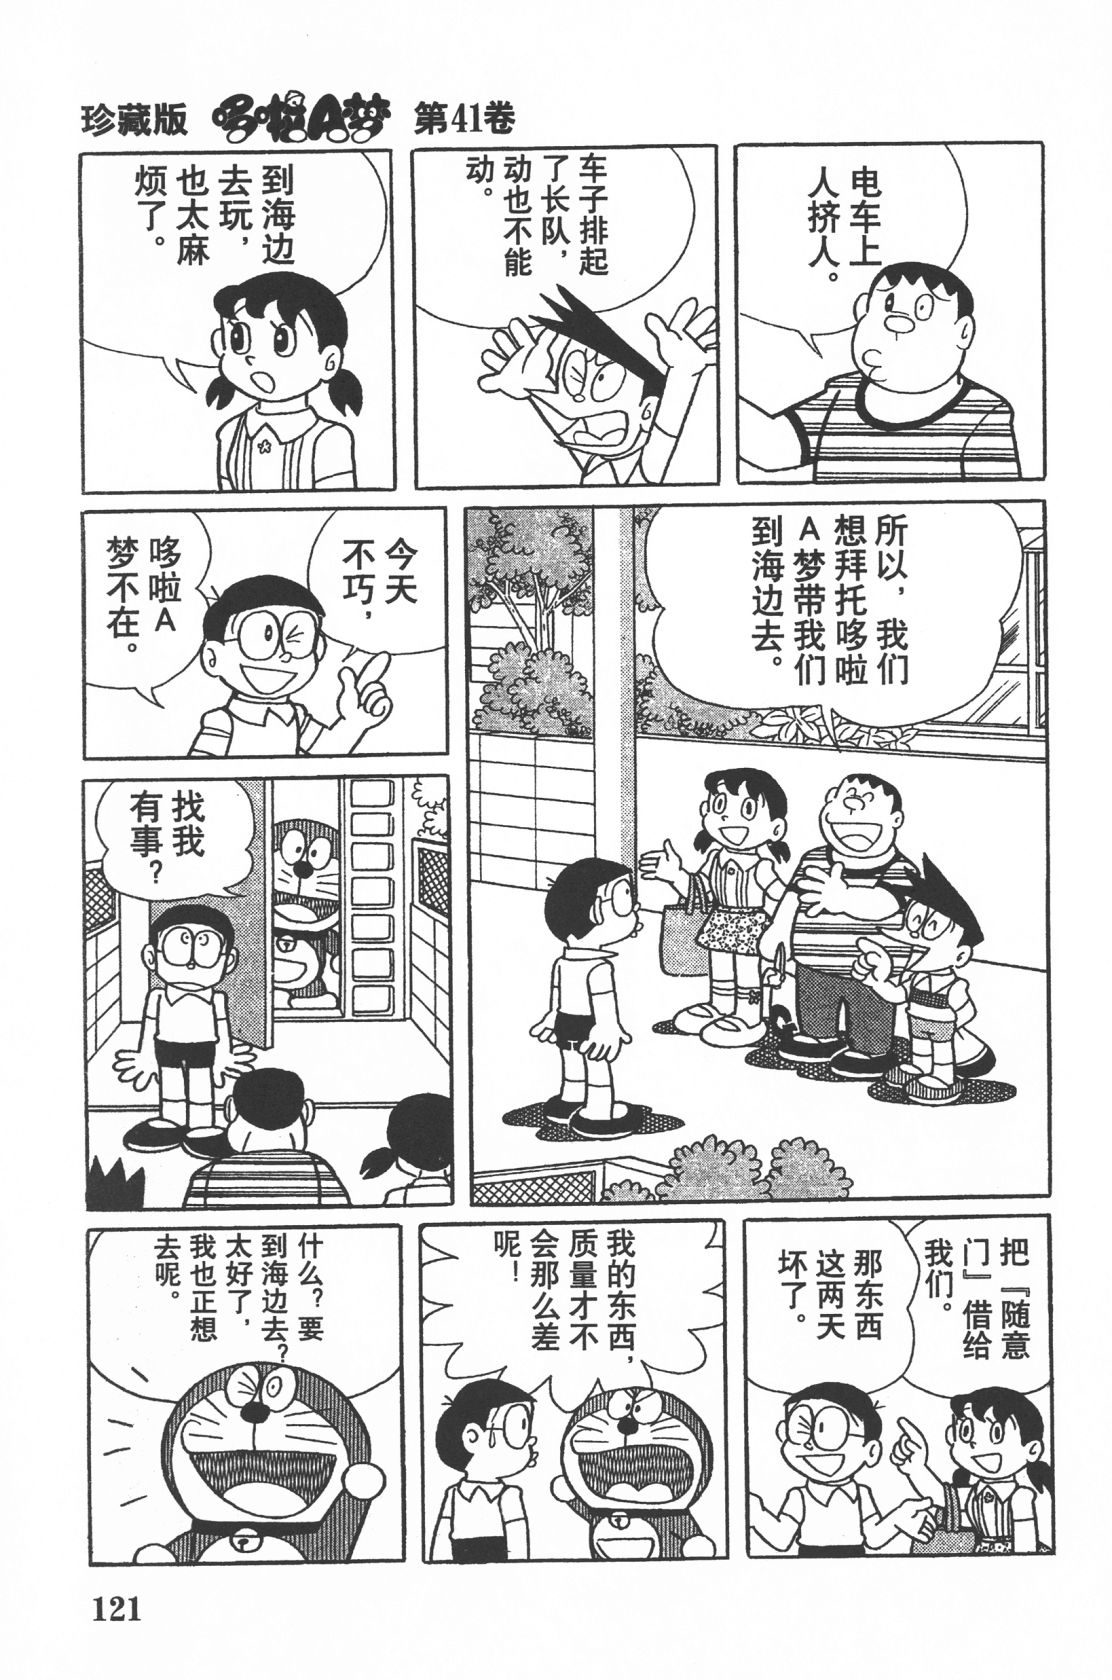 珍藏版 哆啦A梦 第41卷
电车上
人挤人。
车子排起
了长队，
动也不能
动。
到海边
去玩，
也太麻
烦了。
所以，我们
想拜托哆啦
A梦带我们
到海边去。
今天
不巧，
哆啦A
梦不在。
找我
有事？
把『随意
门』借给
我们。
那东西
这两天
坏了。
我的东西，
质量才不
会那么差
呢！
什么？要
到海边去？
太好了，
我也正想
去呢。
121